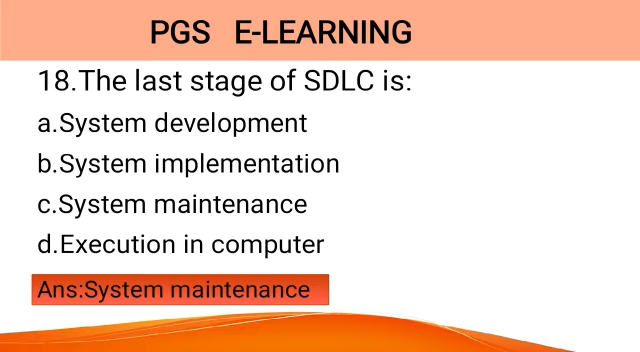 PGS E-LEARNING
18.The last stage of SDLC is:
a.System development
b.System implementation
c.System maintenance
d.Execution in computer
Ans:System maintenance